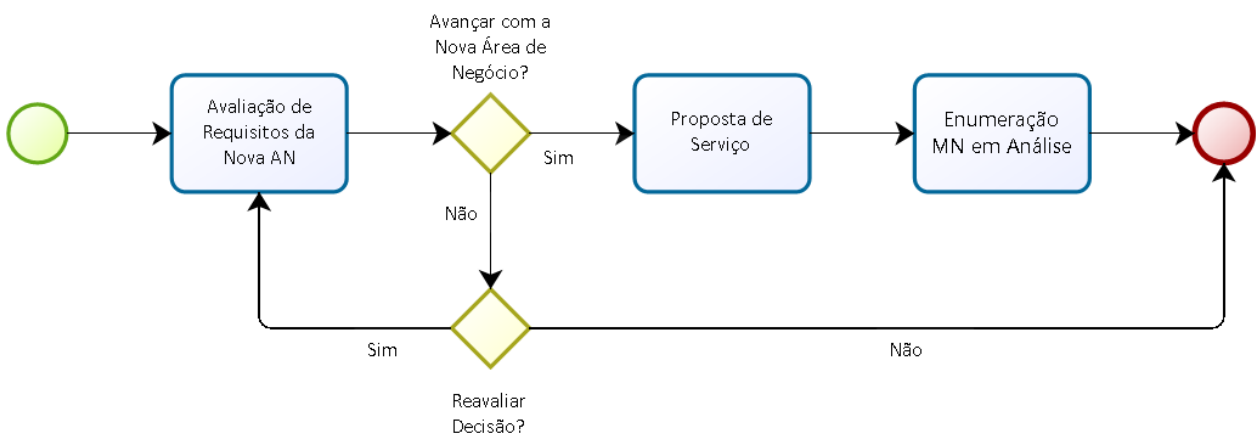 Avançar com a
Nova Área de
Negócio?
Avaliação de
Requisitos da
Nova AN
Sim
Proposta de
Serviço
Enumeração
MN em Análise
Não
Sim
Não
Reavaliar
Decisão?